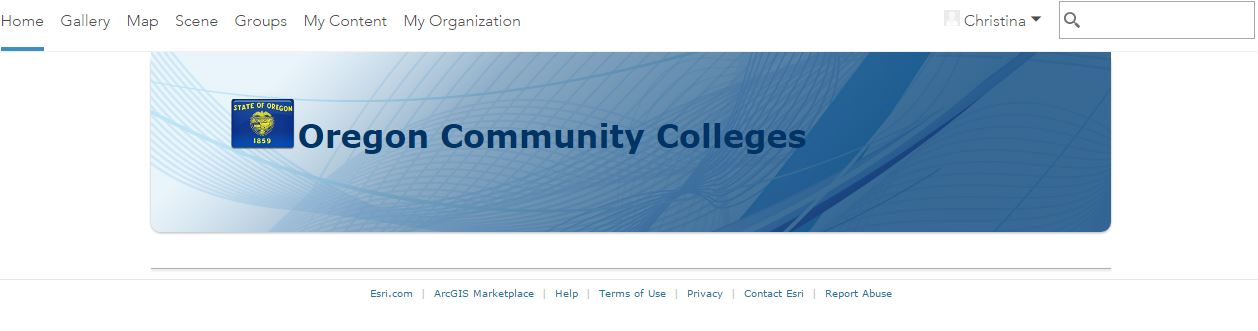 Home Gallery Map Scene Groups My Content My Organization Christina
STATE OF OREGON
1859
Oregon Community Colleges
Esri.com | ArcGIS Marketplace | Help | Terms of Use | Privacy | Contact Esri | Report Abuse